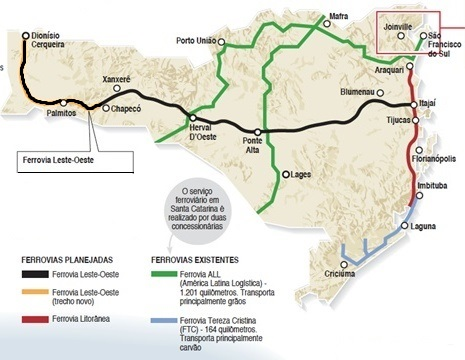 Mafra
Dionísio
Cerqueira
Porto União
Joinville
São
Francisco
do Sul
Araquari
Xanxerê
Blumenau
Itajaí
Palmitos
Chapecó
Tijucas
Herval
D'Oeste
Ponte
Alta
Florianópolis
Ferrovia Leste-Oeste
Lages
Imbituba
O serviço
ferroviário em
Santa Catarina é
realizado por duas
concessionárias
Laguna
Criciúma
FERROVIAS PLANEJADAS
Ferrovia Leste-Oeste
Ferrovia Leste-Oeste
(trecho novo)
Ferrovia Litorânea
FERROVIAS EXISTENTES
Ferrovia ALL
(América Latina Logística) -
1.201 quilômetros. Transporta
principalmente grãos
Ferrovia Tereza Cristina
(FTC) - 164 quilômetros.
Transporta principalmente
carvão